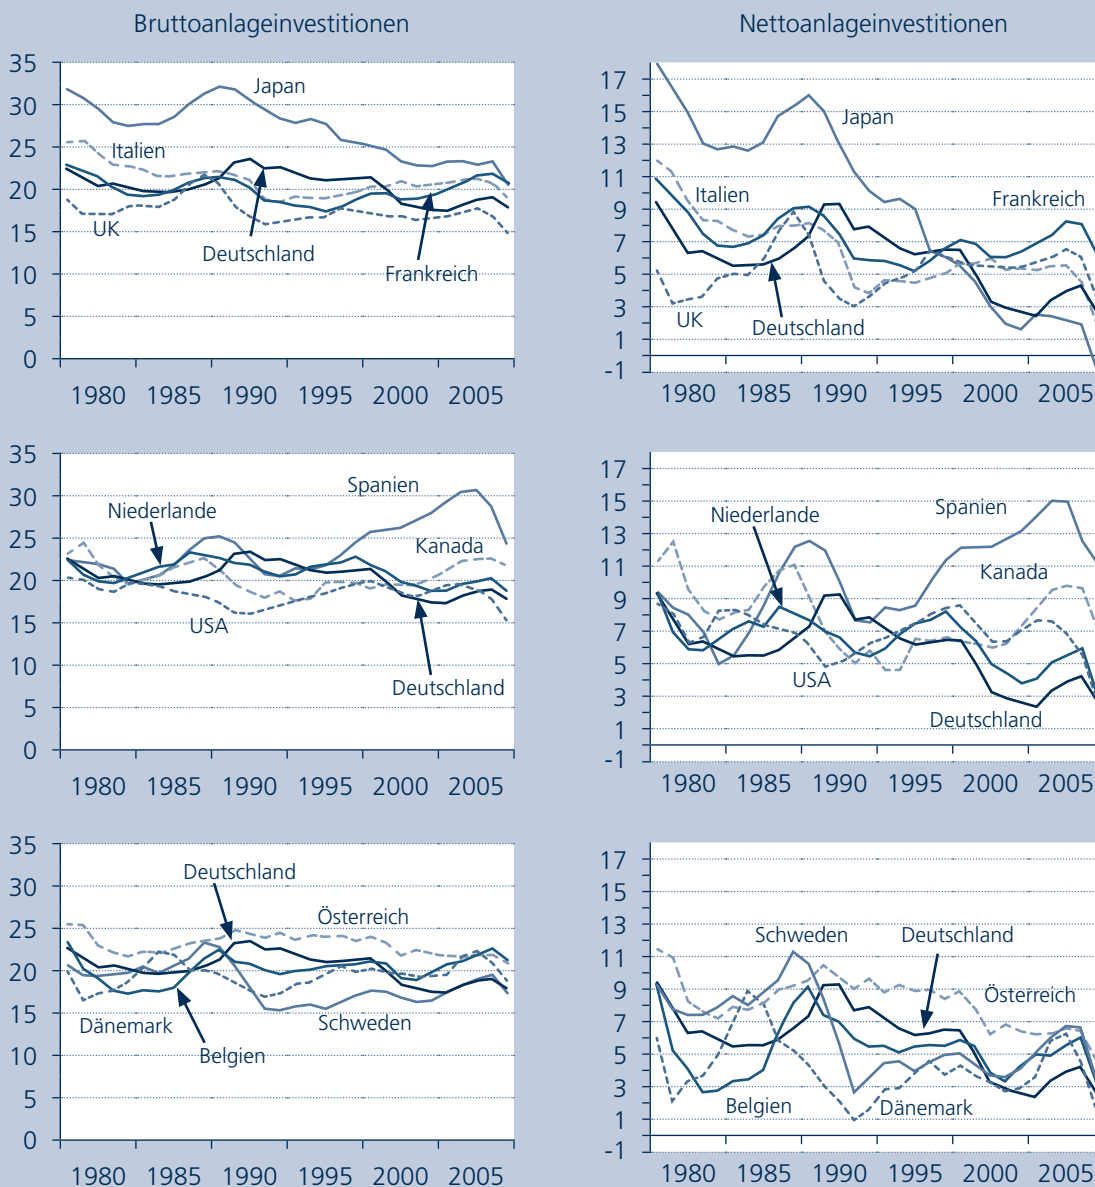 Bruttoanlageinvestitionen
35
30
25
20
15
10
5
0
Japan
Italien
UK
Deutschland
Frankreich
1980 1985 1990 1995 2000 2005
Nettoanlageinvestitionen
17
15
13
11
9
7
5
3
1
-1
Japan
Italien
Frankreich
UK
Deutschland
1980 1985 1990 1995 2000 2005
35
30
25
20
15
10
5
0
Spanien
Niederlande
Kanada
USA
Deutschland
1980 1985 1990 1995 2000 2005
17
15
13
11
9
7
5
3
1
-1
Spanien
Niederlande
Kanada
USA
Deutschland
1980 1985 1990 1995 2000 2005
35
30
25
20
15
10
5
0
Deutschland
Österreich
Dänemark
Schweden
Belgien
1980 1985 1990 1995 2000 2005
17
15
13
11
9
7
5
3
1
-1
Schweden
Deutschland
Österreich
Belgien
Dänemark
1980 1985 1990 1995 2000 2005